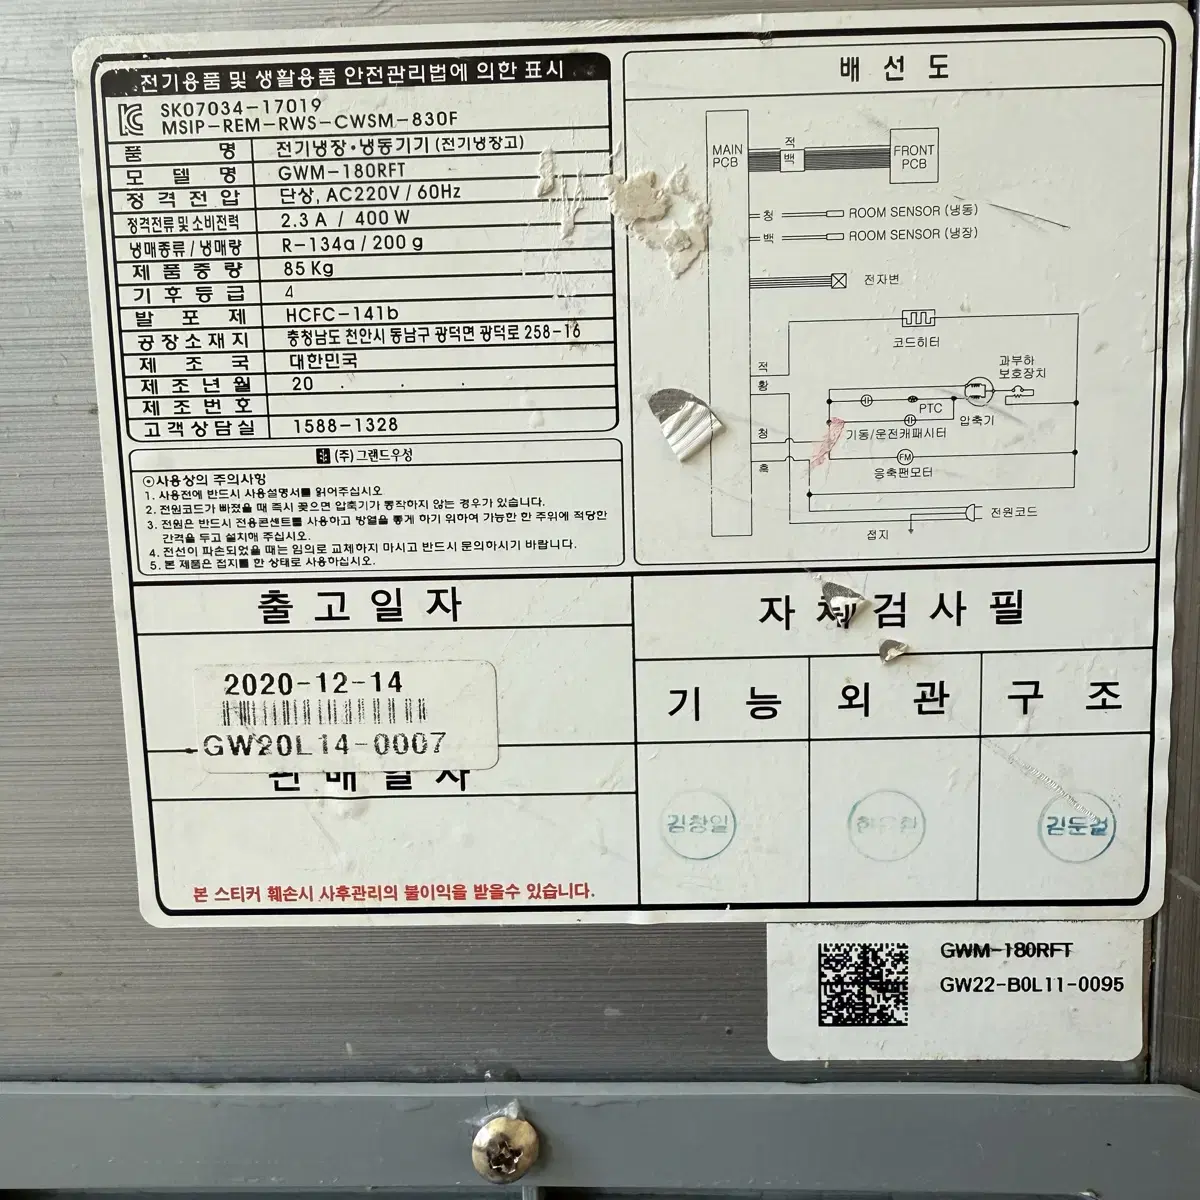 전기용품 및 생활용품 안전관리법에 의한 표시
SK07034-17019
MSIP-REM-RWS-CWSM-830F
품 명 전기냉장·냉동기기 (전기냉장고)
모 델 명 GWM-180RFT
정 격 전 압 단상, AC220V / 60Hz
정격전류 및 소비전력 2.3 A / 400 W
냉매종류 / 냉매량 R-134a / 200 g
제 품 중 량 85 Kg
기 후 등 급 4
발 포 제 HCFC-141b
공 장 소 재 지 충청남도 천안시 동남구 광덕면 광덕로 258-16
제 조 국 대한민국
제 조 년 월 20 . . .
제 조 번 호
고 객 상 담 실 1588-1328
(주) 그랜드우성
⊙사용상의 주의사항
1. 사용전에 반드시 사용설명서를 읽어주십시오
2. 전원코드가 빠졌을 때 즉시 꽂으면 압축기가 동작하지 않는 경우가 있습니다.
3. 전원은 반드시 전용콘센트를 사용하고 방열을 좋게 하기 위하여 가능한 한 주위에 적당한
간격을 두고 설치해 주십시오.
4. 전선이 파손되었을 때는 임의로 교체하지 마시고 반드시 문의하시기 바랍니다.
5. 본 제품은 접지를 한 상태로 사용하십시오.
배 선 도
MAIN
PCB
적
백
FRONT
PCB
청 ROOM SENSOR (냉동)
백 ROOM SENSOR (냉장)
전자변
코드히터
적
황
과부하
보호장치
PTC
압축기
청
기동/운전캐패시터
흑
FM
응축팬모터
전원코드
접지
출 고 일 자
2020-12-14
GW20L14-0007
판 매 일 자
본 스티커 훼손시 사후관리의 불이익을 받을수 있습니다.
자 체 검 사 필
기 능 외 관 구 조
김창일
GWM-180RFT
GW22-B0L11-0095